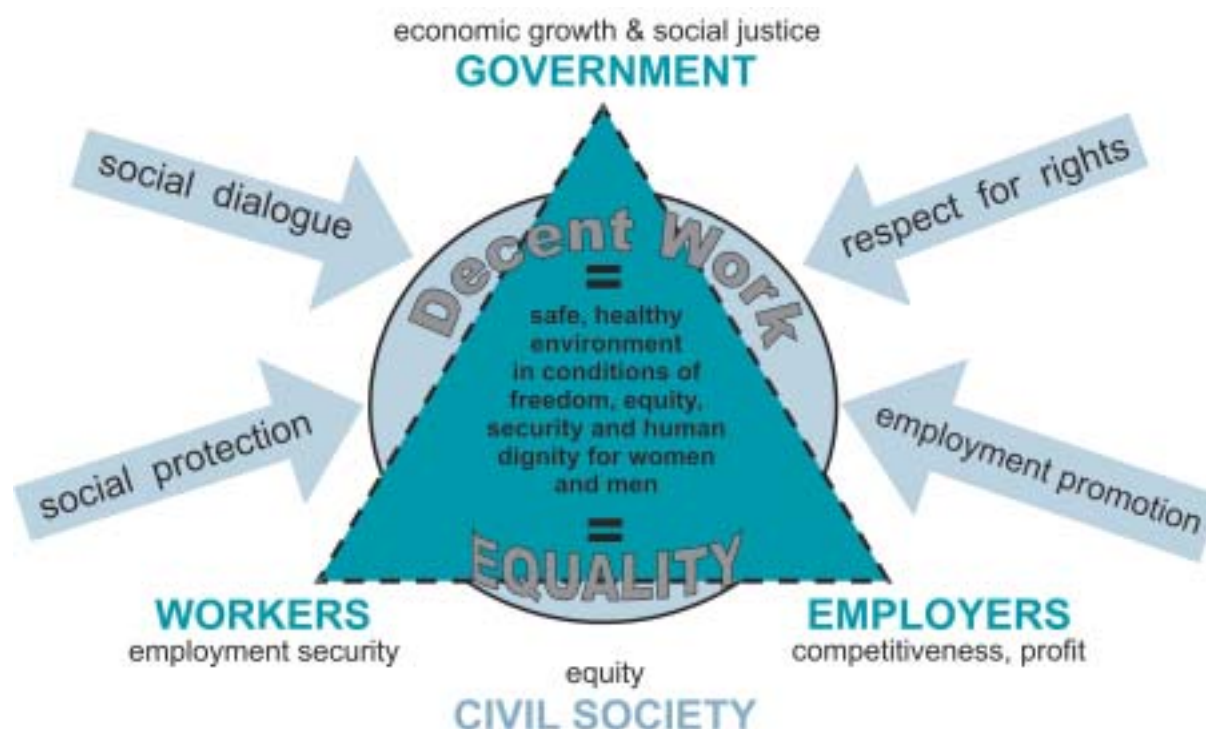 economic growth & social justice
GOVERNMENT
social dialogue
respect for rights
Decent Work
=
safe, healthy
environment
in conditions of
freedom, equity,
security and human
dignity for women
and men
=
EQUALITY
social protection
employment promotion
WORKERS
employment security
EMPLOYERS
competitiveness, profit
equity
CIVIL SOCIETY